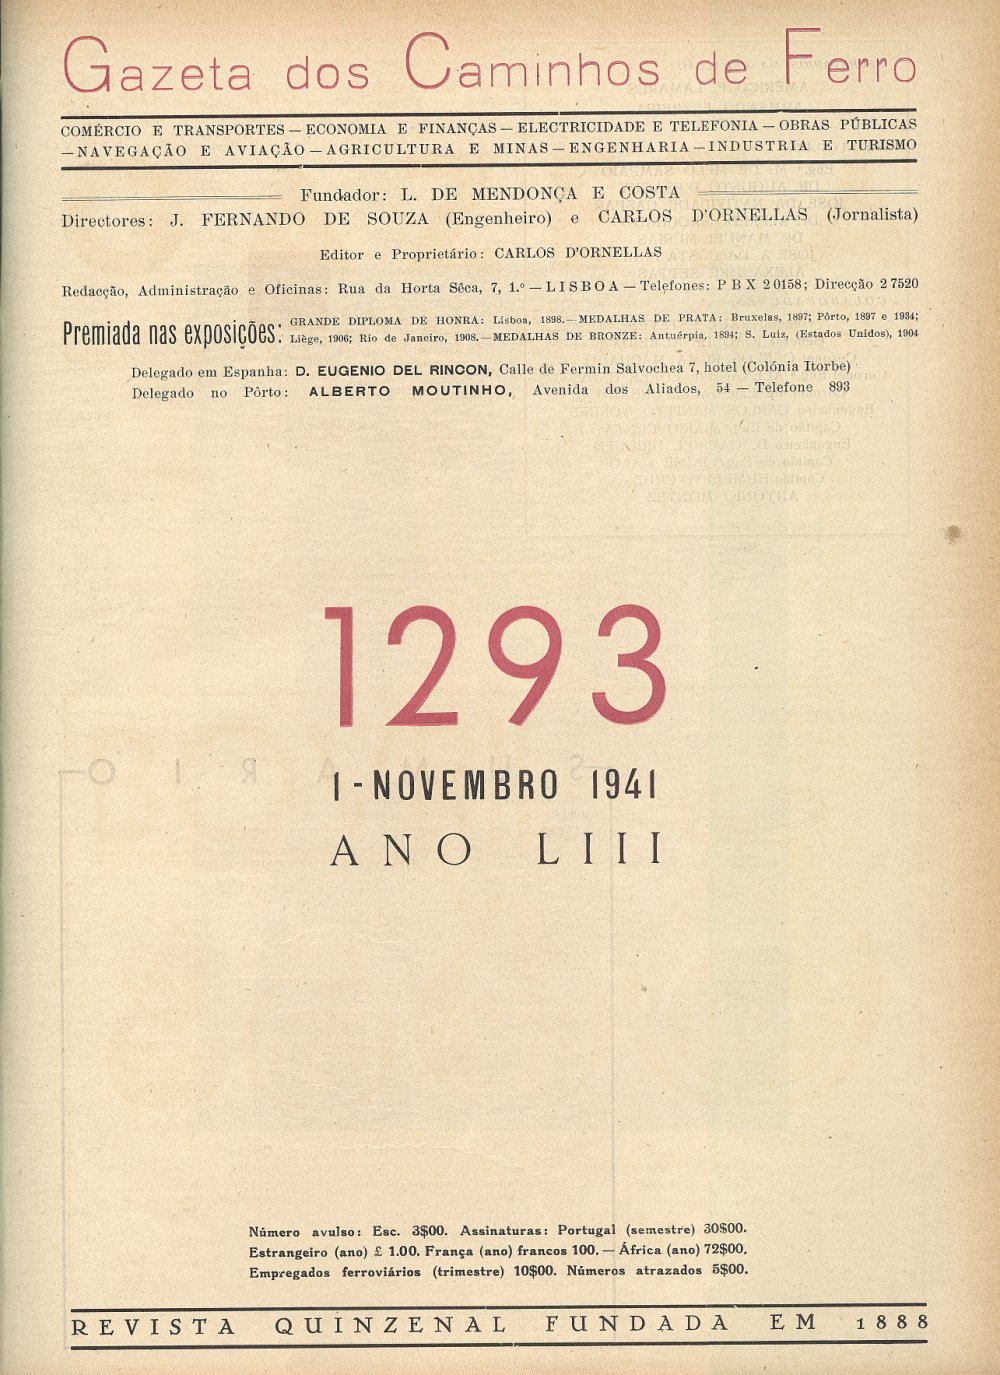 Gazeta dos Caminhos de Ferro
COMÉRCIO E TRANSPORTES — ECONOMIA E FINANÇAS — ELECTRICIDADE E TELEFONIA — OBRAS PÚBLICAS
— NAVEGAÇÃO E AVIAÇÃO — AGRICULTURA E MINAS — ENGENHARIA — INDUSTRIA E TURISMO
Fundador: L. DE MENDONÇA E COSTA
Directores: J. FERNANDO DE SOUZA (Engenheiro) e CARLOS D'ORNELLAS (Jornalista)
Editor e Proprietário: CARLOS D'ORNELLAS
Redacção, Administração e Oficinas: Rua da Horta Sêca, 7, 1.º — LISBOA — Telefones: PBX 20158; Direcção 27520
Premiada nas exposições:
GRANDE DIPLOMA DE HONRA: Lisboa, 1898. — MEDALHAS DE PRATA: Bruxelas, 1897; Pôrto, 1897 e 1934;
Liège, 1906; Rio de Janeiro, 1908. — MEDALHAS DE BRONZE: Antuérpia, 1894; S. Luiz, (Estados Unidos), 1904
Delegado em Espanha: D. EUGENIO DEL RINCON, Calle de Fermin Salvochea 7, hotel (Colónia Itorbe)
Delegado no Pôrto: ALBERTO MOUTINHO, Avenida dos Aliados, 54 — Telefone 893
1293
1 - NOVEMBRO 1941
ANO LIII
Número avulso: Esc. 3$00. Assinaturas: Portugal (semestre) 30$00.
Estrangeiro (ano) £ 1.00. França (ano) francos 100. — África (ano) 72$00.
Empregados ferroviários (trimestre) 10$00. Números atrazados 5$00.
REVISTA QUINZENAL FUNDADA EM 1888